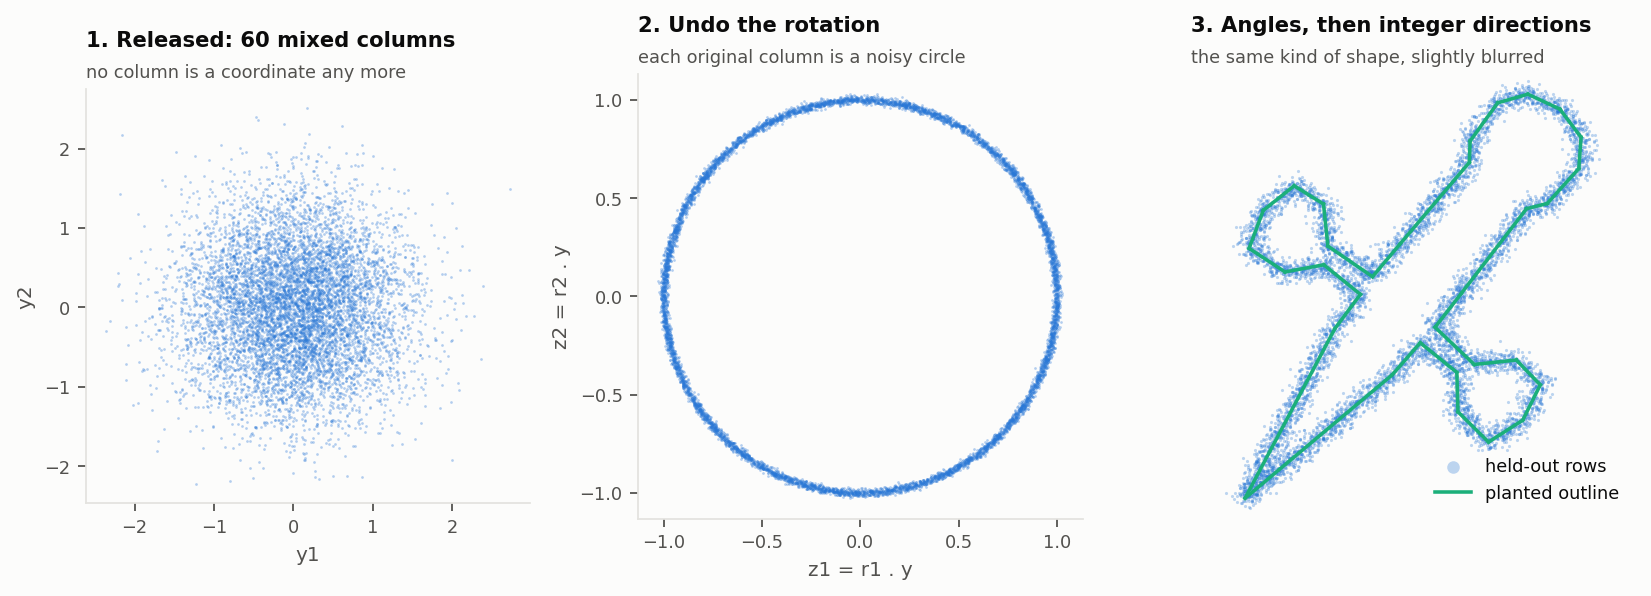 1. Released: 60 mixed columns
no column is a coordinate any more
2
1
0
−1
−2
y2
−2
−1
0
1
2
y1
2. Undo the rotation
each original column is a noisy circle
1.0
0.5
0.0
−0.5
−1.0
z2 = r2 . y
−1.0
−0.5
0.0
0.5
1.0
z1 = r1 . y
3. Angles, then integer directions
the same kind of shape, slightly blurred
held-out rows
planted outline